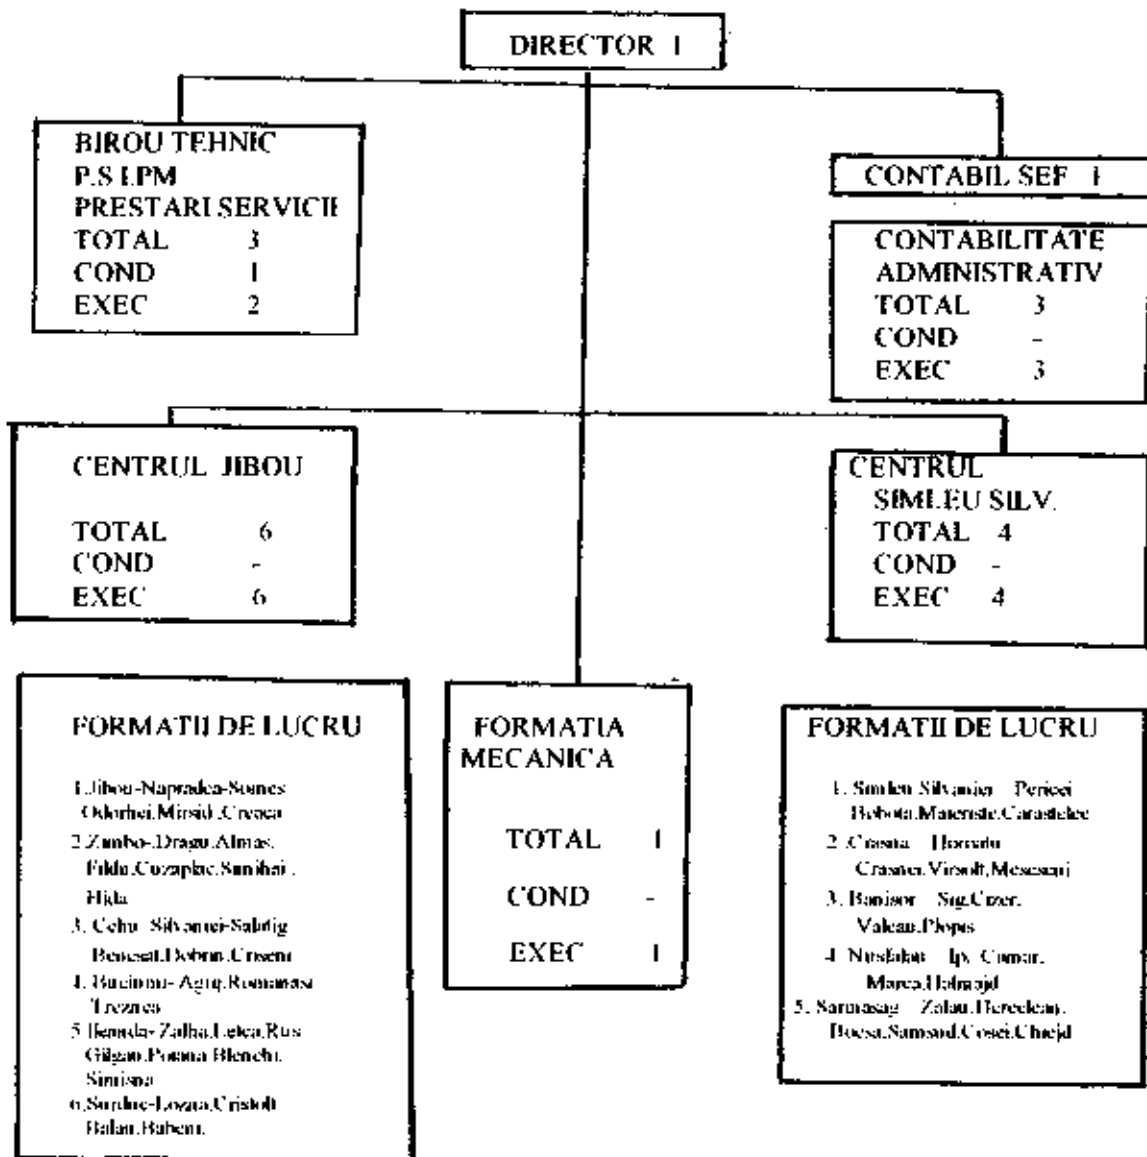 DIRECTOR 1
BIROU TEHNIC
P.S.I.PM
PRESTARI SERVICII
TOTAL 3
COND 1
EXEC 2
CONTABIL SEF 1
CONTABILITATE
ADMINISTRATIV
TOTAL 3
COND -
EXEC 3
CENTRUL JIBOU
TOTAL 6
COND -
EXEC 6
CENTRUL
SIMLEU SILV.
TOTAL 4
COND -
EXEC 4
FORMATII DE LUCRU
1.Jibou-Napradea-Somes
Odorhei,Mirsid,Creaca
2.Zimbo-,Dragu,Almas,
Fildu,Cuzaplac,Sanihai,
Hida
3. Cehu Silvaniei-Salatig
Benesat,Dobrin,Criseni
4. Agrij,Romanasi
Treznea
5.Ileanda-Zalha,Letca,Rus
Gilgau,Poiana Blenchi,
Simisna
6.Surduc-Lozna,Cristolt
Balan,Babeni.
FORMATIA
MECANICA
TOTAL 1
COND -
EXEC 1
FORMATII DE LUCRU
1. Simleu Silvaniei Pericei
Bobota,Maieriste,Carastelec
2. Crasna Horoatu
Crasnei,Virsolt,Meseseni
3. Banisor Sig,Cizer,
Valcau,Plopis
4. Nusfalau Ip, Camar,
Marca,Halmajd
5. Sarmasag Zalau,Hereclean,
Bocsa,Samsud,Cosei,Chiejd